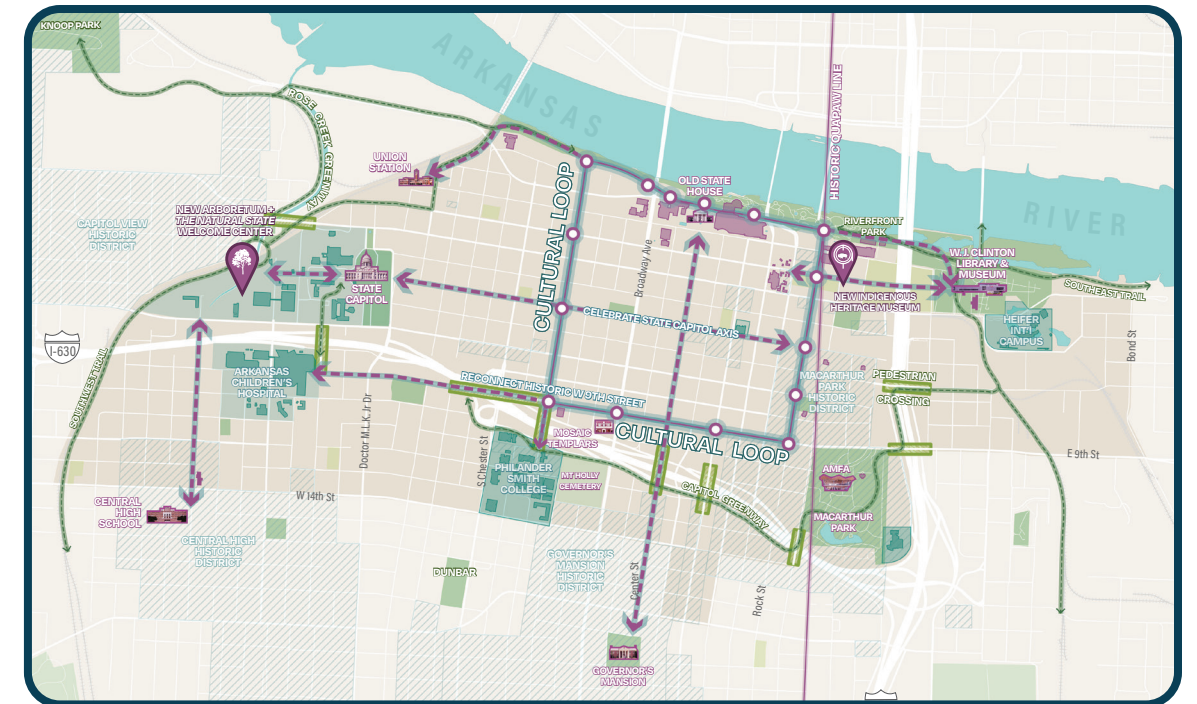 KNOOP PARK
ARKANSAS
RIVER
ROSE CREEK GREENWAY
HISTORIC QUAPAW LINE
UNION
STATION
OLD STATE
HOUSE
CULTURAL LOOP
Broadway Ave
NEW ARBORETUM +
THE NATURAL STATE
WELCOME CENTER
CAPITOL VIEW
HISTORIC
DISTRICT
RIVERFRONT
PARK
W.J. CLINTON
LIBRARY &
MUSEUM
STATE
CAPITOL
NEW INDIGENOUS
HERITAGE MUSEUM
SOUTHEAST TRAIL
CELEBRATE STATE CAPITOL AXIS
HEIFER
INT'L
CAMPUS
Bond St
I-630
SOUTHWEST TRAIL
ARKANSAS
CHILDREN'S
HOSPITAL
RECONNECT HISTORIC W 9TH STREET
MACARTHUR
PARK
HISTORIC
DISTRICT
PEDESTRIAN
CROSSING
Doctor M.L.K. Jr Dr
S Chester St
MOSAIC
TEMPLARS
CULTURAL LOOP
E 9th St
PHILANDER
SMITH
COLLEGE
MT HOLLY
CEMETERY
CAPITOL GREENWAY
AMFA
MACARTHUR
PARK
W 14th St
CENTRAL
HIGH
SCHOOL
CENTRAL HIGH
HISTORIC
DISTRICT
DUNBAR
GOVERNOR'S
MANSION
HISTORIC
DISTRICT
Center St
Rock St
GOVERNOR'S
MANSION